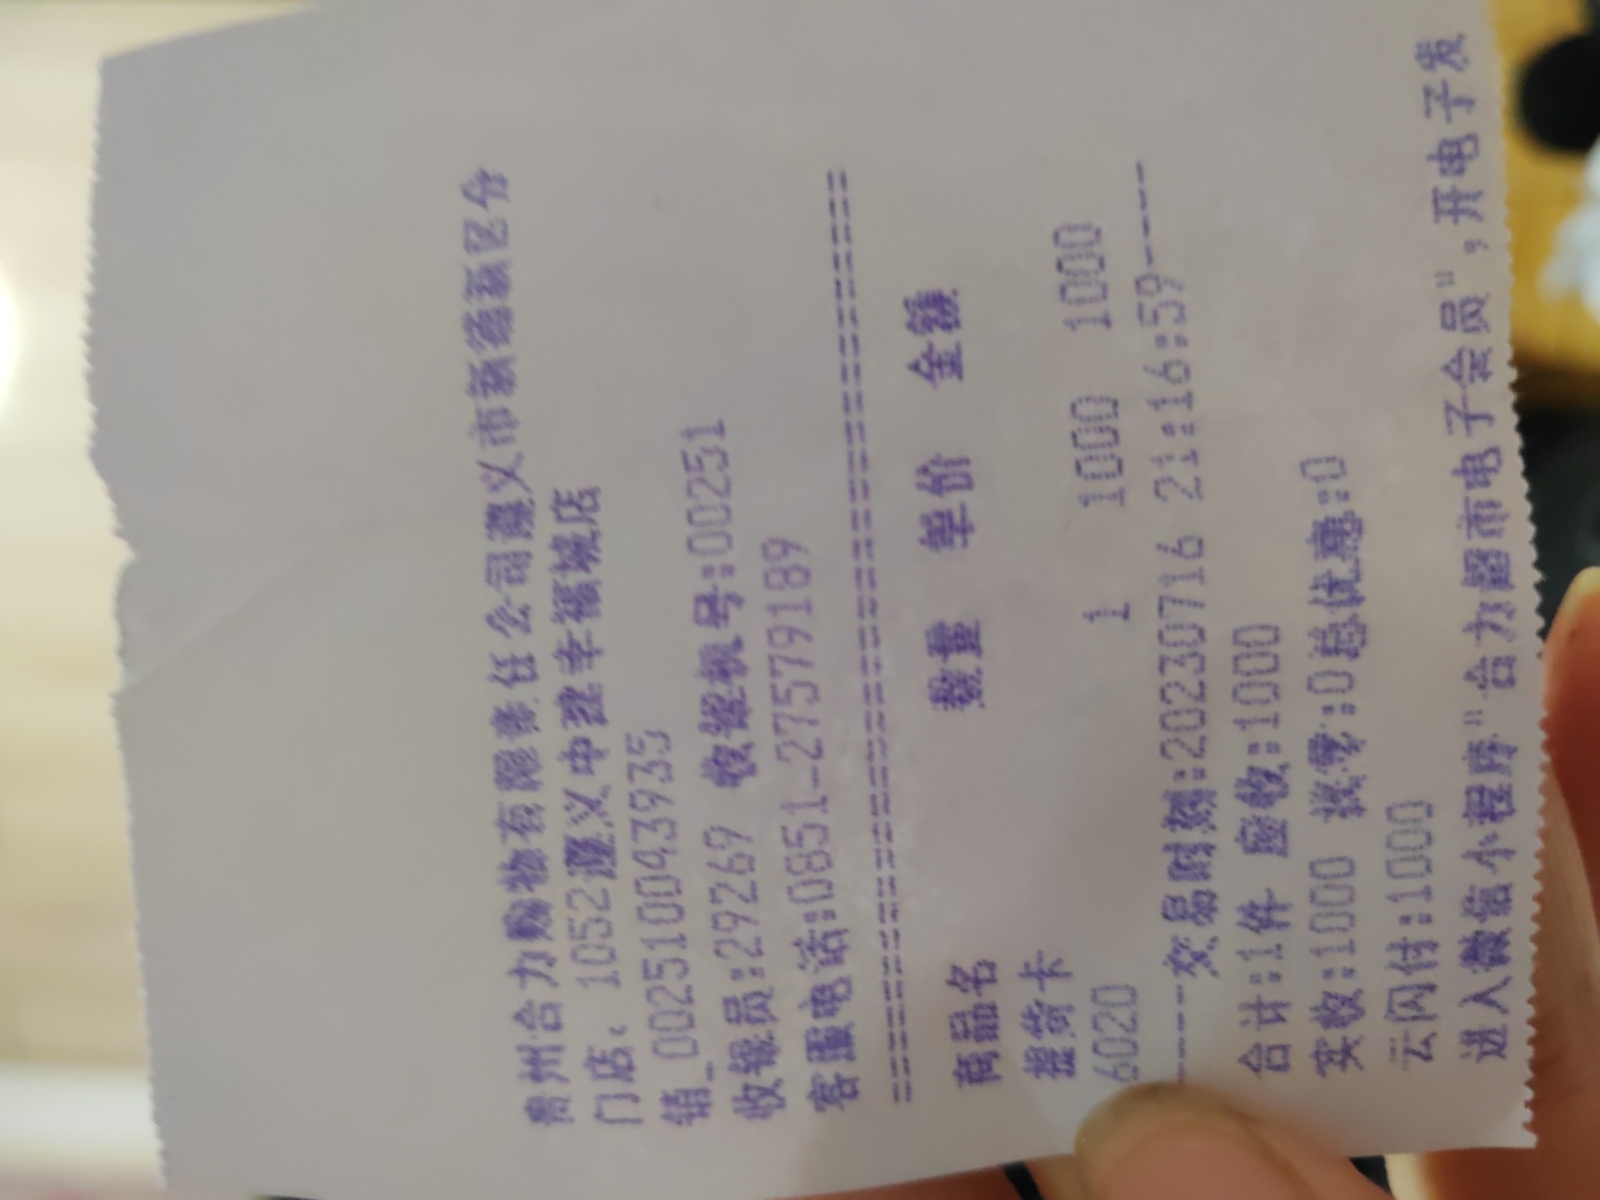 贵州合力购物有限责任公司遵义市新蒲新区分
门店: 1052遵义中建幸福城店
销_0025100043935
收银员:29269 收银机号:00251
客服电话:0851-27579189
================================
商品名 数量 单价 金额
提货卡
6020 1 1000 1000
------交易时刻:20230716 21:16:59-----
合计:1件 应收:1000
实收:1000 找零:0总优惠:0
云闪付:1000
进入微信小程序"合力超市电子会员",开电子发